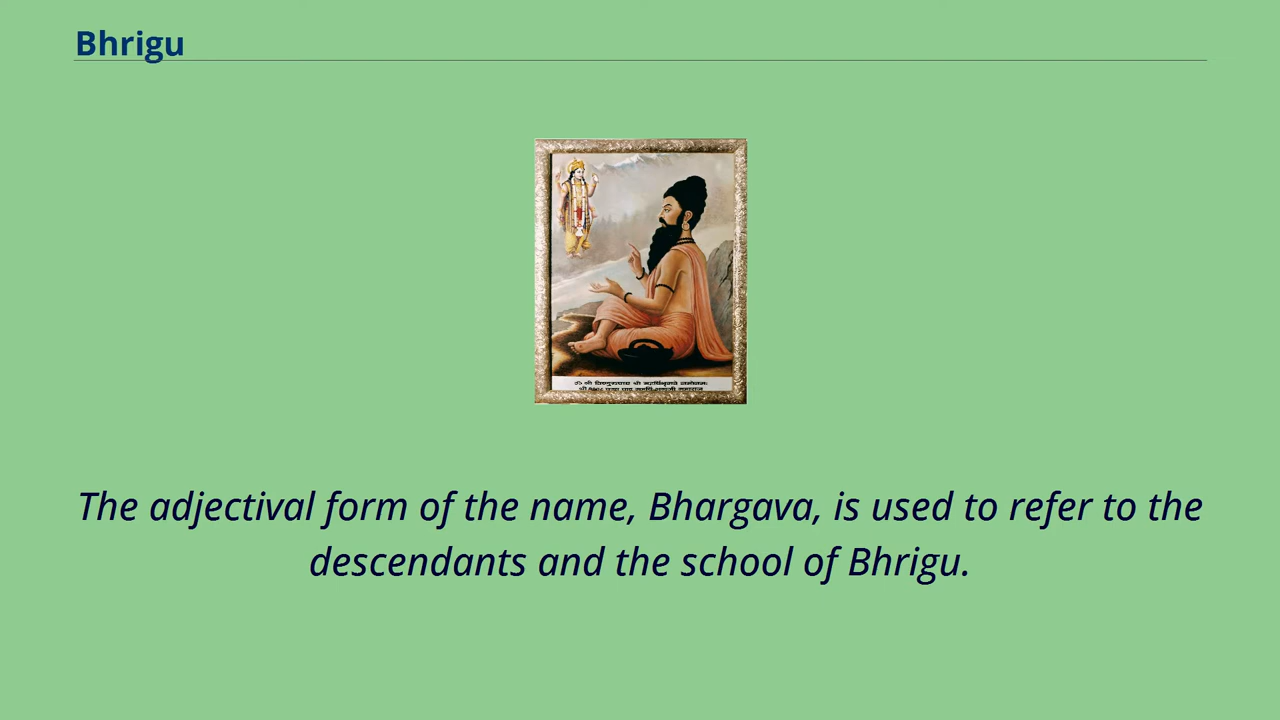 Bhrigu
ॐ श्री
श्री
The adjectival form of the name, Bhargava, is used to refer to the
descendants and the school of Bhrigu.